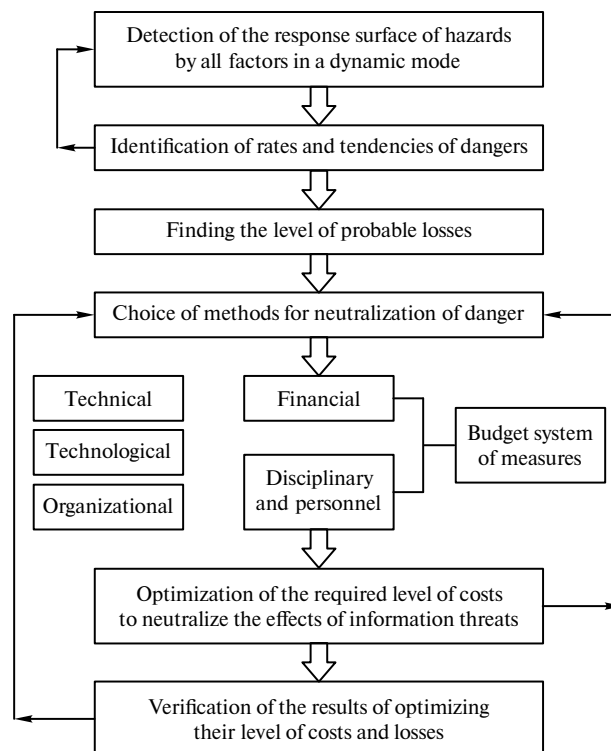 Detection of the response surface of hazards
by all factors in a dynamic mode
Identification of rates and tendencies of dangers
Finding the level of probable losses
Choice of methods for neutralization of danger
Technical
Financial
Technological
Budget system
of measures
Organizational
Disciplinary
and personnel
Optimization of the required level of costs
to neutralize the effects of information threats
Verification of the results of optimizing
their level of costs and losses